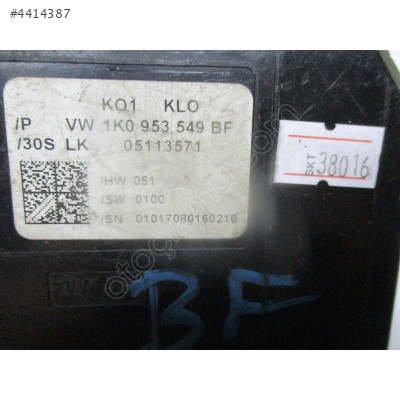 #4414387
KO1 KLO
/P VW 1K0 953 549 BF
/30S LK 05113571
/HW 051
/SW 0100
/SN 01017080160210
SKT 38016
VW
BF